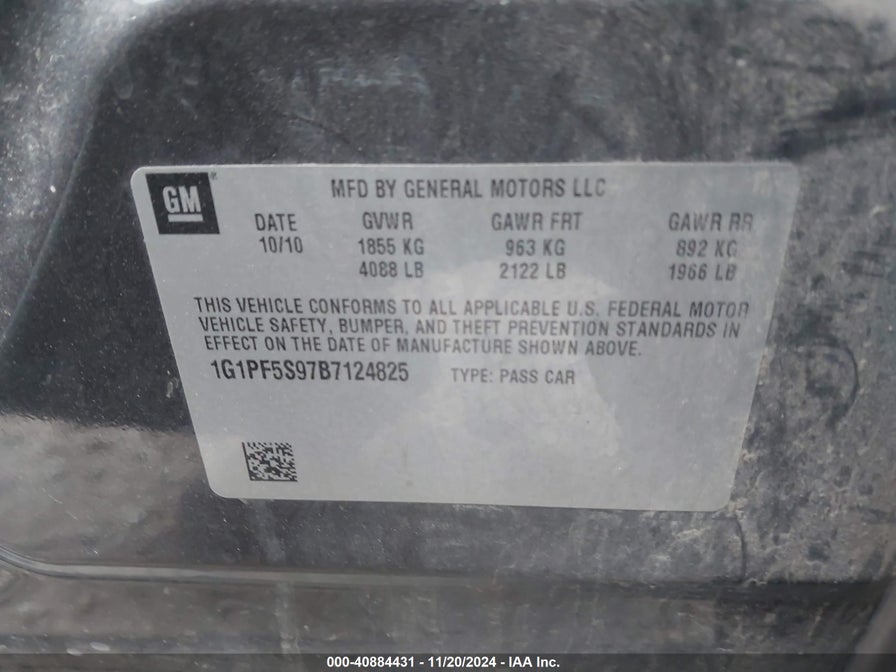 GM
MFD BY GENERAL MOTORS LLC
DATE GVWR GAWR FRT GAWR RR
10/10 1855 KG 963 KG 892 KG
4088 LB 2122 LB 1966 LB
THIS VEHICLE CONFORMS TO ALL APPLICABLE U.S. FEDERAL MOTOR
VEHICLE SAFETY, BUMPER, AND THEFT PREVENTION STANDARDS IN
EFFECT ON THE DATE OF MANUFACTURE SHOWN ABOVE.
1G1PF5S97B7124825 TYPE: PASS CAR
000-40884431 - 11/20/2024 - IAA Inc.